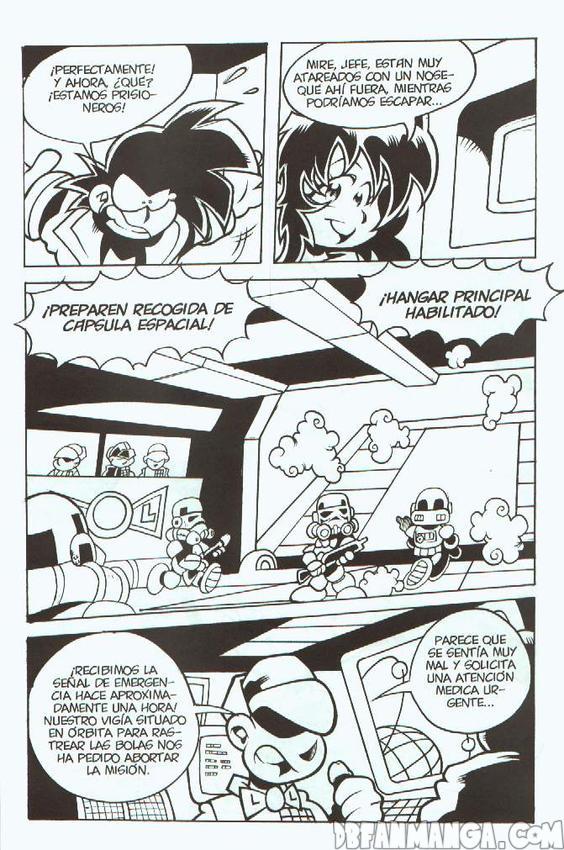 ¡PERFECTAMENTE!
Y AHORA, ¿QUÉ?
¡ESTAMOS PRISIO-
NEROS!
MIRE, JEFE, ESTÁN MUY
ATAREADOS CON UN NOSE-
QUE AHÍ FUERA, MIENTRAS
PODRÍAMOS ESCAPAR...
¡PREPAREN RECOGIDA DE
CÁPSULA ESPACIAL!
¡HANGAR PRINCIPAL
HABILITADO!
L
¡RECIBIMOS LA
SEÑAL DE EMERGEN-
CIA HACE APROXIMA-
DAMENTE UNA HORA!
NUESTRO VIGÍA SITUADO
EN ÓRBITA PARA RAS-
TREAR LAS BOLAS NOS
HA PEDIDO ABORTAR
LA MISIÓN.
PARECE QUE
SE SENTÍA MUY
MAL Y SOLICITA
UNA ATENCIÓN
MEDICA UR-
GENTE...
DBFANMANGA.COM